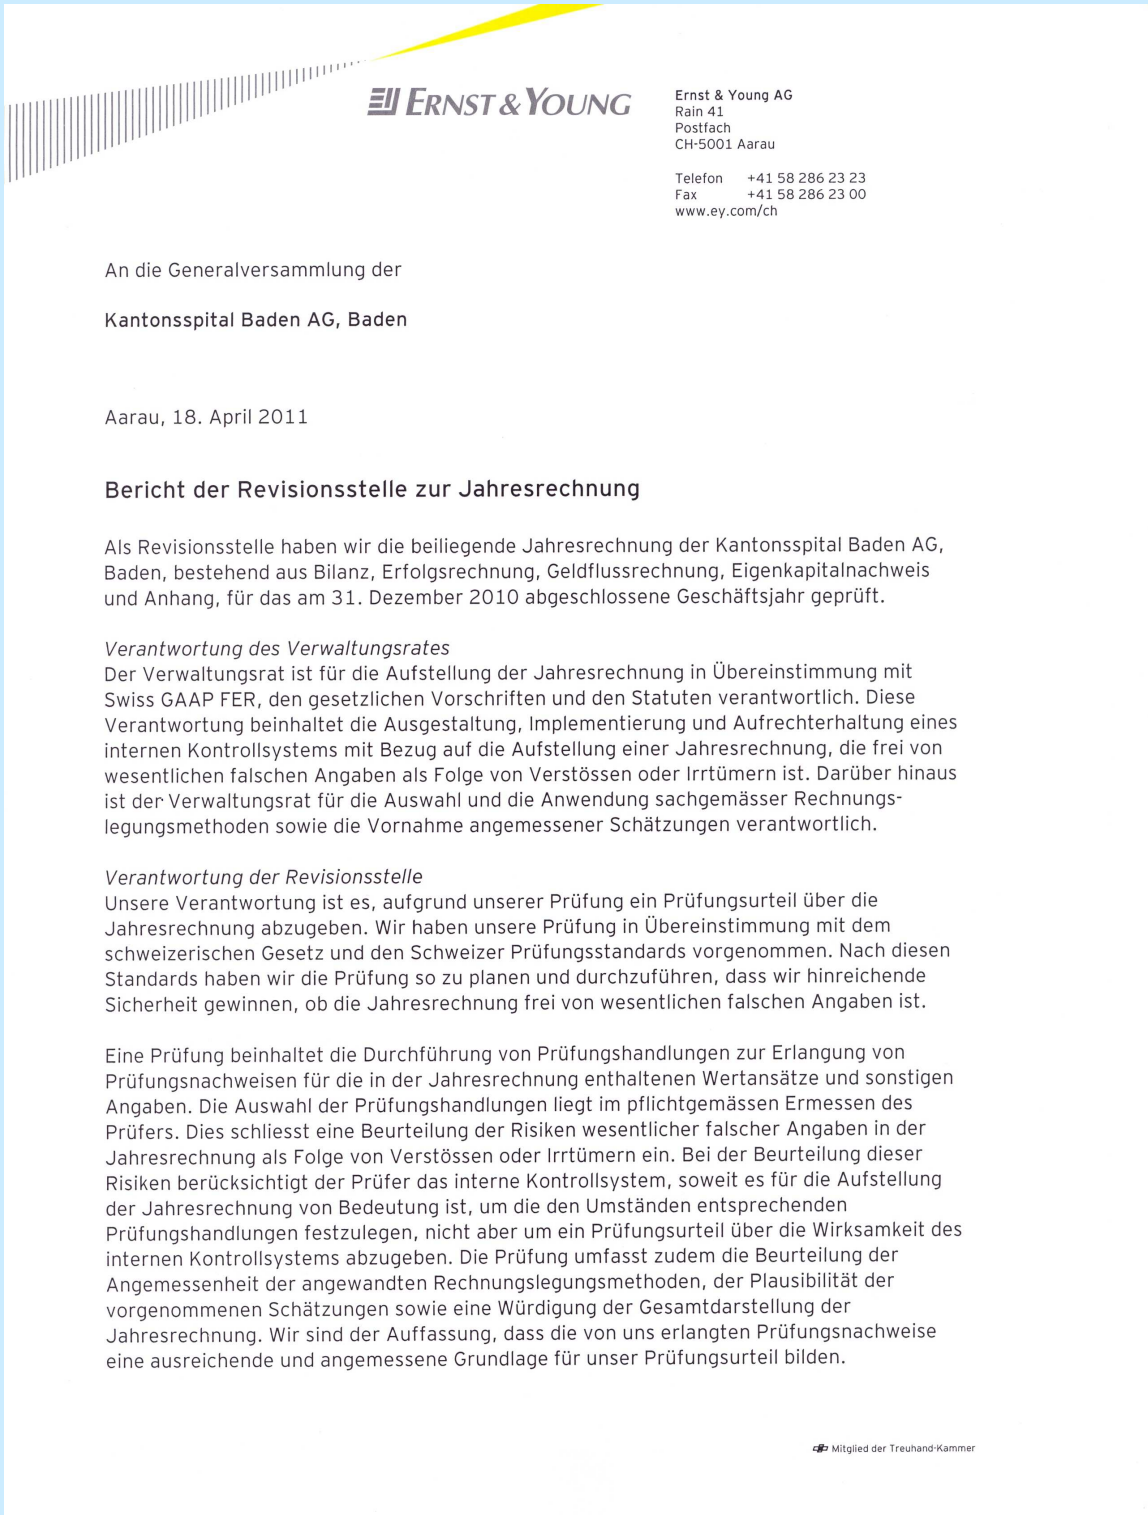 ERNST & YOUNG
Ernst & Young AG
Rain 41
Postfach
CH-5001 Aarau
Telefon +41 58 286 23 23
Fax +41 58 286 23 00
www.ey.com/ch
An die Generalversammlung der
Kantonsspital Baden AG, Baden
Aarau, 18. April 2011
Bericht der Revisionsstelle zur Jahresrechnung
Als Revisionsstelle haben wir die beiliegende Jahresrechnung der Kantonsspital Baden AG,
Baden, bestehend aus Bilanz, Erfolgsrechnung, Geldflussrechnung, Eigenkapitalnachweis
und Anhang, für das am 31. Dezember 2010 abgeschlossene Geschäftsjahr geprüft.
Verantwortung des Verwaltungsrates
Der Verwaltungsrat ist für die Aufstellung der Jahresrechnung in Übereinstimmung mit
Swiss GAAP FER, den gesetzlichen Vorschriften und den Statuten verantwortlich. Diese
Verantwortung beinhaltet die Ausgestaltung, Implementierung und Aufrechterhaltung eines
internen Kontrollsystems mit Bezug auf die Aufstellung einer Jahresrechnung, die frei von
wesentlichen falschen Angaben als Folge von Verstössen oder Irrtümern ist. Darüber hinaus
ist der Verwaltungsrat für die Auswahl und die Anwendung sachgemässer Rechnungs-
legungsmethoden sowie die Vornahme angemessener Schätzungen verantwortlich.
Verantwortung der Revisionsstelle
Unsere Verantwortung ist es, aufgrund unserer Prüfung ein Prüfungsurteil über die
Jahresrechnung abzugeben. Wir haben unsere Prüfung in Übereinstimmung mit dem
schweizerischen Gesetz und den Schweizer Prüfungsstandards vorgenommen. Nach diesen
Standards haben wir die Prüfung so zu planen und durchzuführen, dass wir hinreichende
Sicherheit gewinnen, ob die Jahresrechnung frei von wesentlichen falschen Angaben ist.
Eine Prüfung beinhaltet die Durchführung von Prüfungshandlungen zur Erlangung von
Prüfungsnachweisen für die in der Jahresrechnung enthaltenen Wertansätze und sonstigen
Angaben. Die Auswahl der Prüfungshandlungen liegt im pflichtgemässen Ermessen des
Prüfers. Dies schliesst eine Beurteilung der Risiken wesentlicher falscher Angaben in der
Jahresrechnung als Folge von Verstössen oder Irrtümern ein. Bei der Beurteilung dieser
Risiken berücksichtigt der Prüfer das interne Kontrollsystem, soweit es für die Aufstellung
der Jahresrechnung von Bedeutung ist, um die den Umständen entsprechenden
Prüfungshandlungen festzulegen, nicht aber um ein Prüfungsurteil über die Wirksamkeit des
internen Kontrollsystems abzugeben. Die Prüfung umfasst zudem die Beurteilung der
Angemessenheit der angewandten Rechnungslegungsmethoden, der Plausibilität der
vorgenommenen Schätzungen sowie eine Würdigung der Gesamtdarstellung der
Jahresrechnung. Wir sind der Auffassung, dass die von uns erlangten Prüfungsnachweise
eine ausreichende und angemessene Grundlage für unser Prüfungsurteil bilden.
Mitglied der Treuhand-Kammer